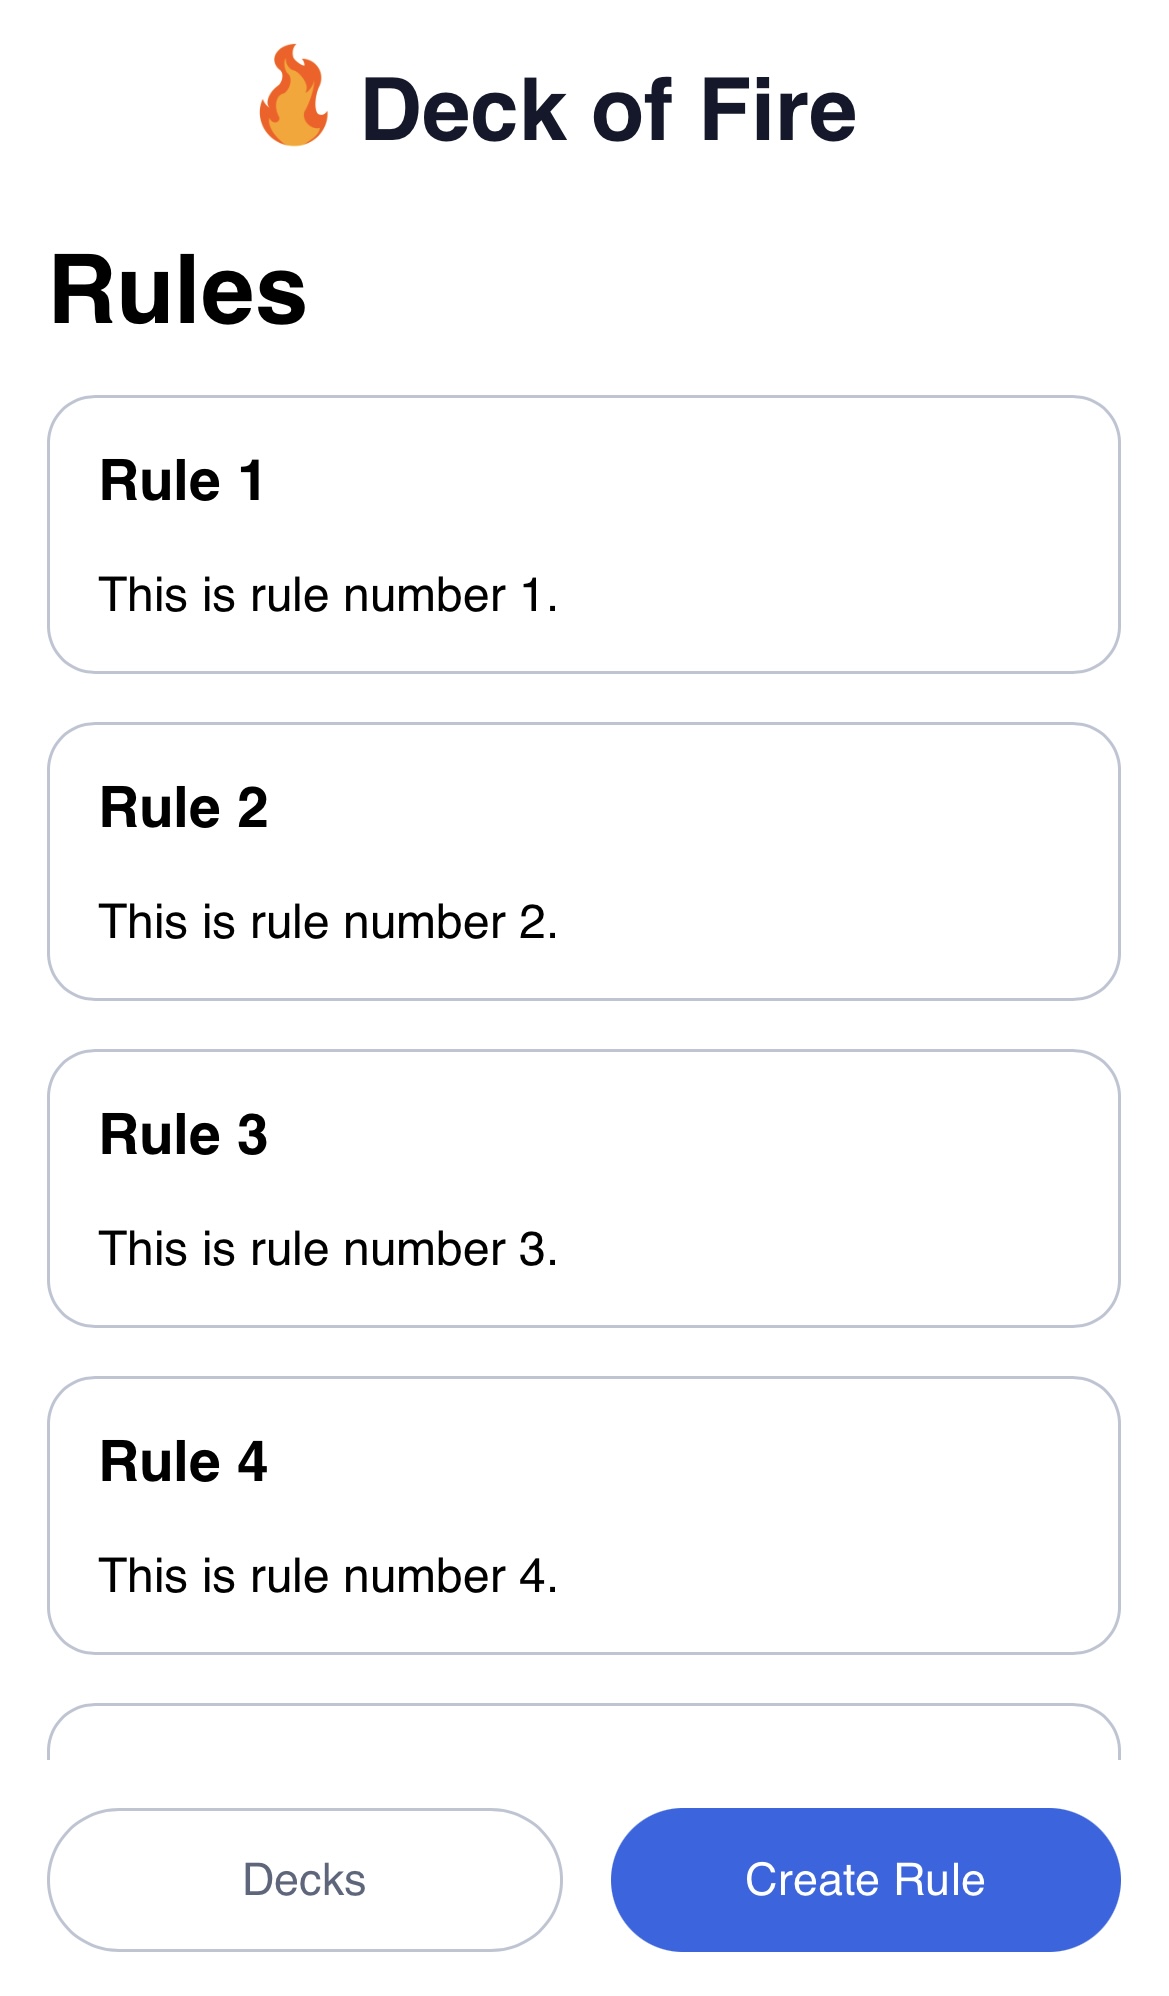 Deck of Fire
Rules
Rule 1
This is rule number 1.
Rule 2
This is rule number 2.
Rule 3
This is rule number 3.
Rule 4
This is rule number 4.
Decks
Create Rule